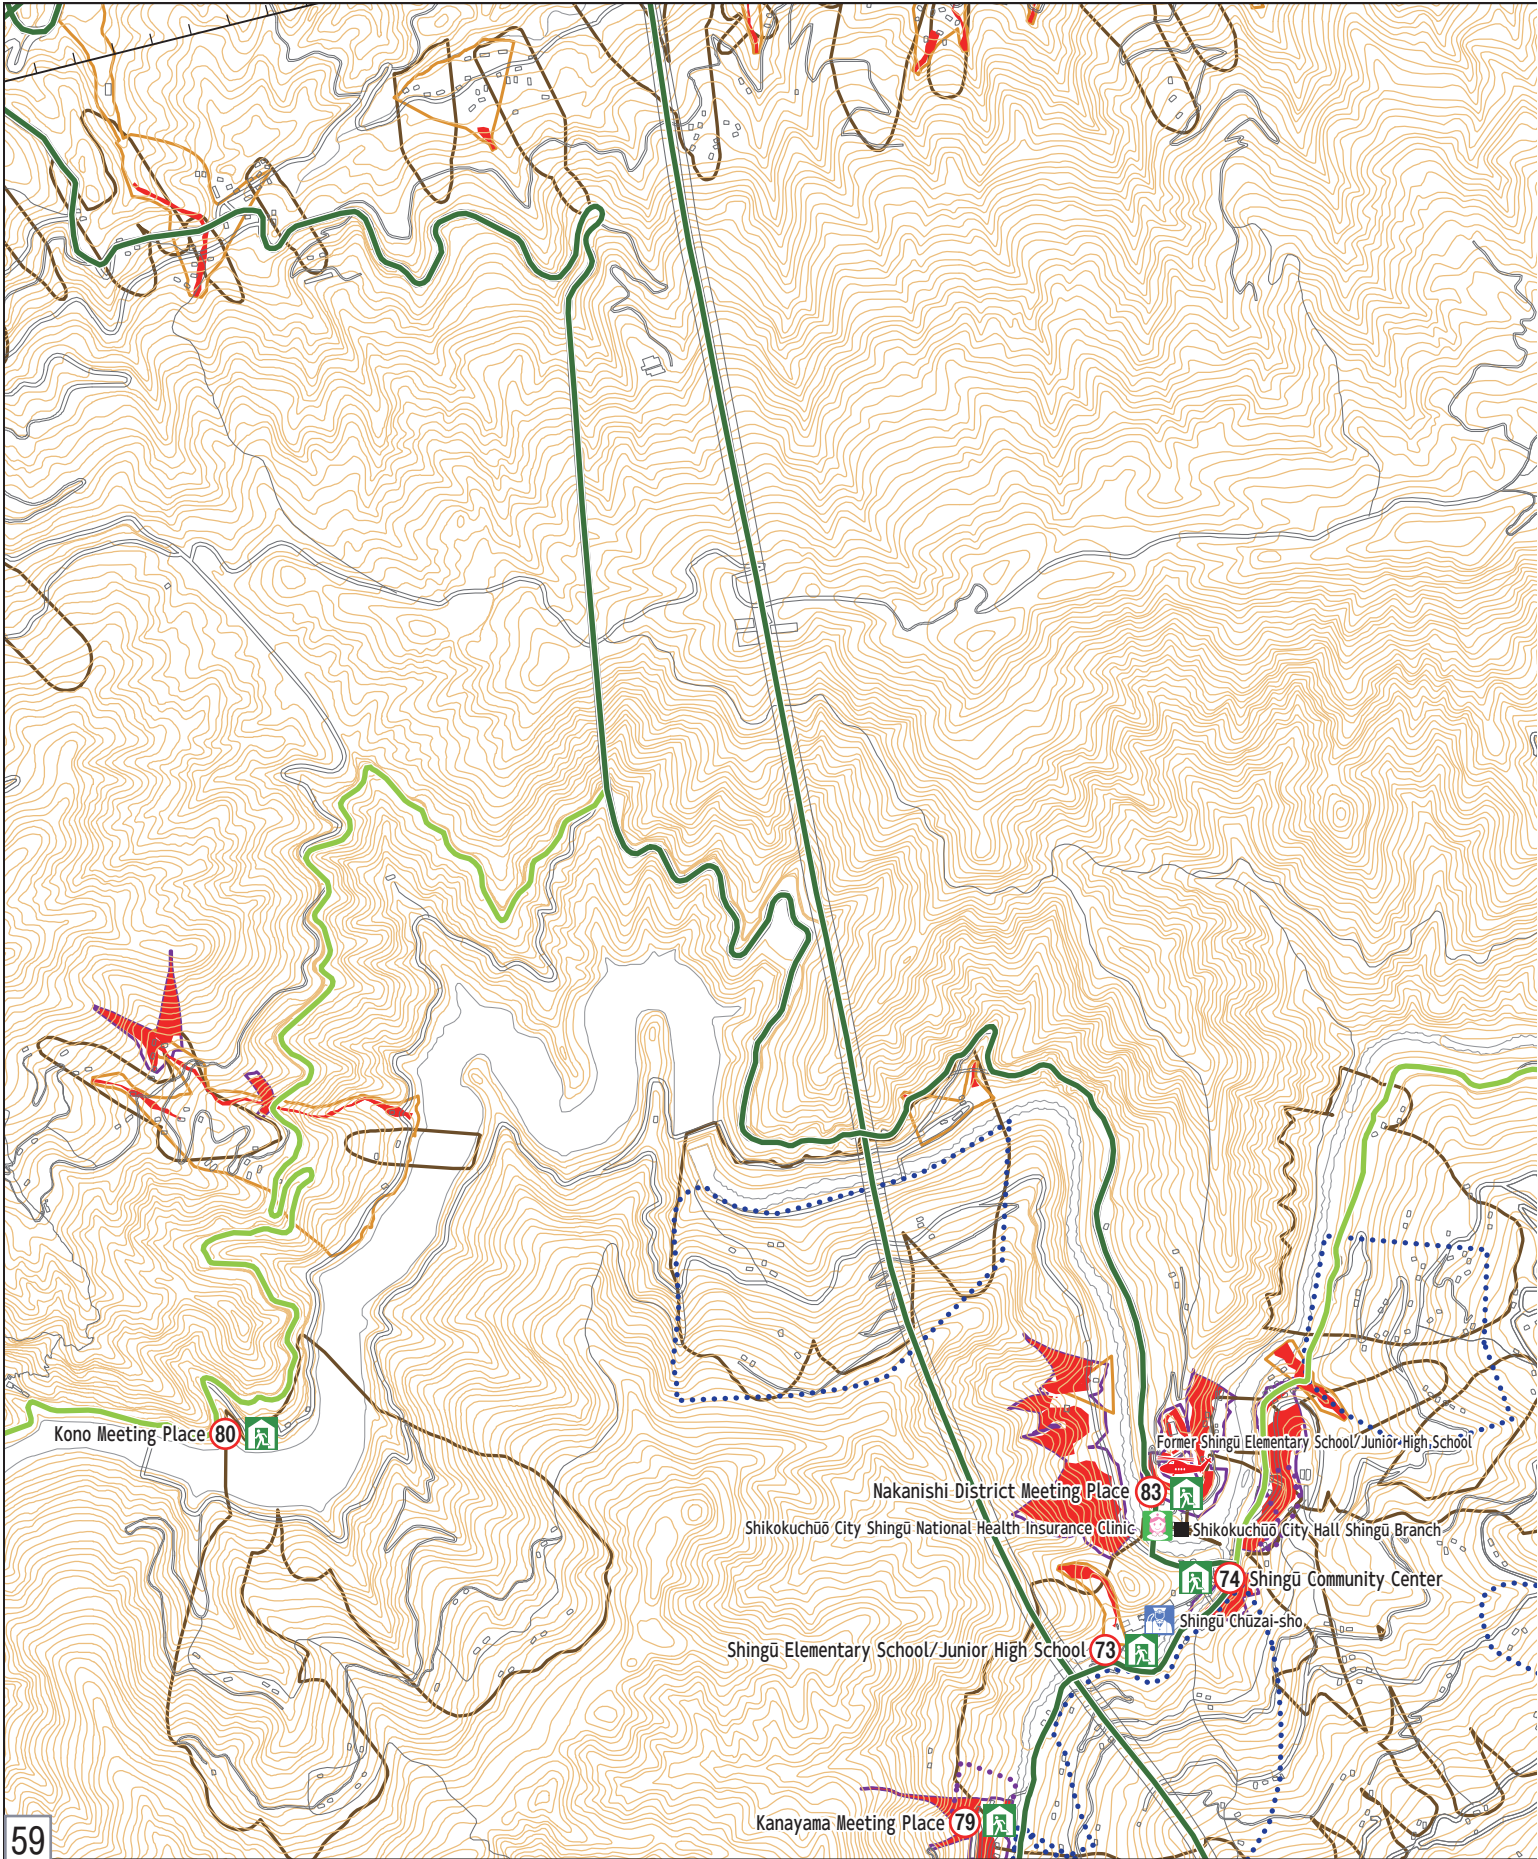 Kono Meeting Place 80
Former Shingū Elementary School/Junior High School
Nakanishi District Meeting Place 83
Shikokuchūō City Shingū National Health Insurance Clinic
Shikokuchūō City Hall Shingū Branch
74 Shingū Community Center
Shingū Chūzai-sho
Shingū Elementary School/Junior High School 73
Kanayama Meeting Place 79
59